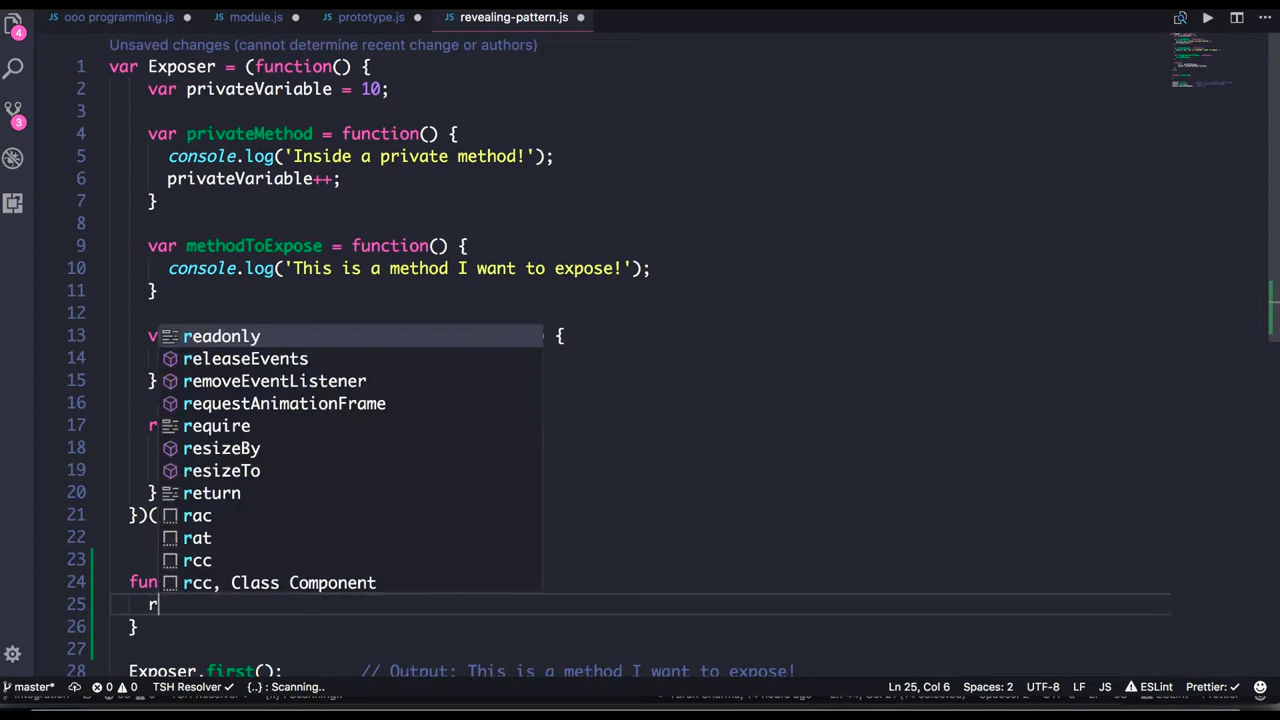 ooo programming.js module.js prototype.js revealing-pattern.js
4
Unsaved changes (cannot determine recent change or authors)
1 var Exposer = (function() {
2 var privateVariable = 10;
3
3
4 var privateMethod = function() {
5 console.log('Inside a private method!');
6 privateVariable++;
7 }
8
9 var methodToExpose = function() {
10 console.log('This is a method I want to expose!');
11 }
12
13 v readonly {
14 releaseEvents
15 } removeEventListener
16 requestAnimationFrame
17 r require
18 resizeBy
19 resizeTo
20 } return
21 })( rac
22 rat
23 rcc
24 fun rcc, Class Component
25 r
26 }
27
28 Exposer.first(); // Output: This is a method I want to expose!
master* 0 0 TSH Resolver {..} : Scanning.. Ln 25, Col 6 Spaces: 2 UTF-8 LF JS ESLint Prettier: